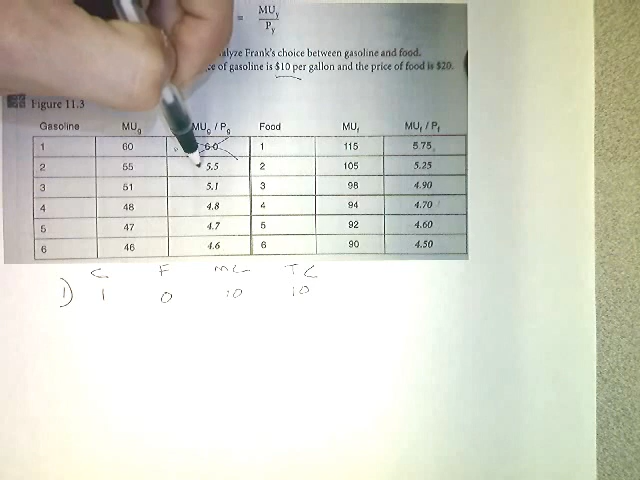 = MUy
Py
alyze Frank's choice between gasoline and food.
ce of gasoline is $10 per gallon and the price of food is $20.
Figure 11.3
Gasoline MUg MUg / Pg Food MUf MUf / Pf
1 60 6.0 1 115 5.75
2 55 5.5 2 105 5.25
3 51 5.1 3 98 4.90
4 48 4.8 4 94 4.70
5 47 4.7 5 92 4.60
6 46 4.6 6 90 4.50
G F MC TC
1) 1 0 10 10